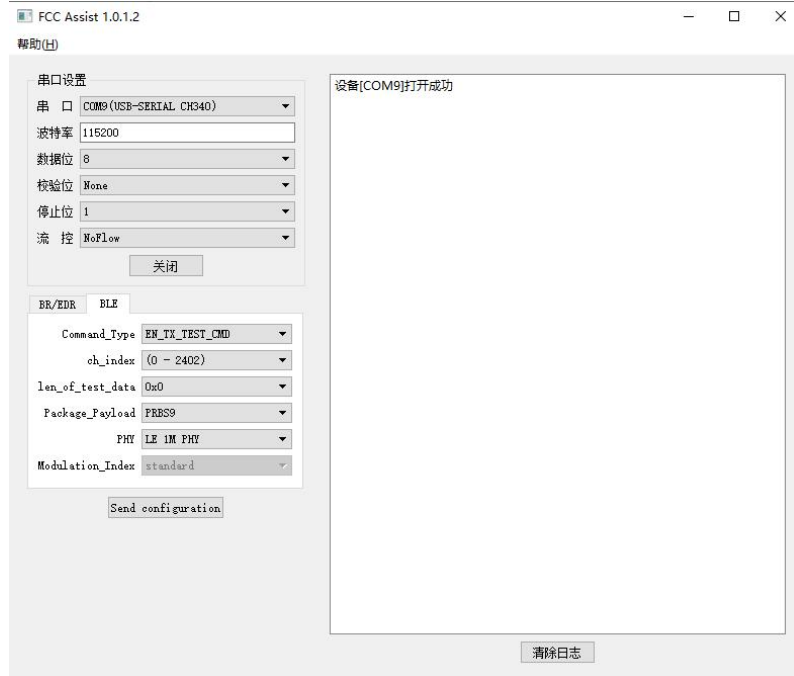 FCC Assist 1.0.1.2
帮助(H)
串口设置
串 口 COM9(USB-SERIAL CH340)
波特率 115200
数据位 8
校验位 None
停止位 1
流 控 NoFlow
关闭
BR/EDR BLE
Command_Type EN_TX_TEST_CMD
ch_index (0 - 2402)
len_of_test_data 0x0
Package_Payload PRBS9
PHY LE 1M PHY
Modulation_Index standard
Send configuration
设备[COM9]打开成功
清除日志